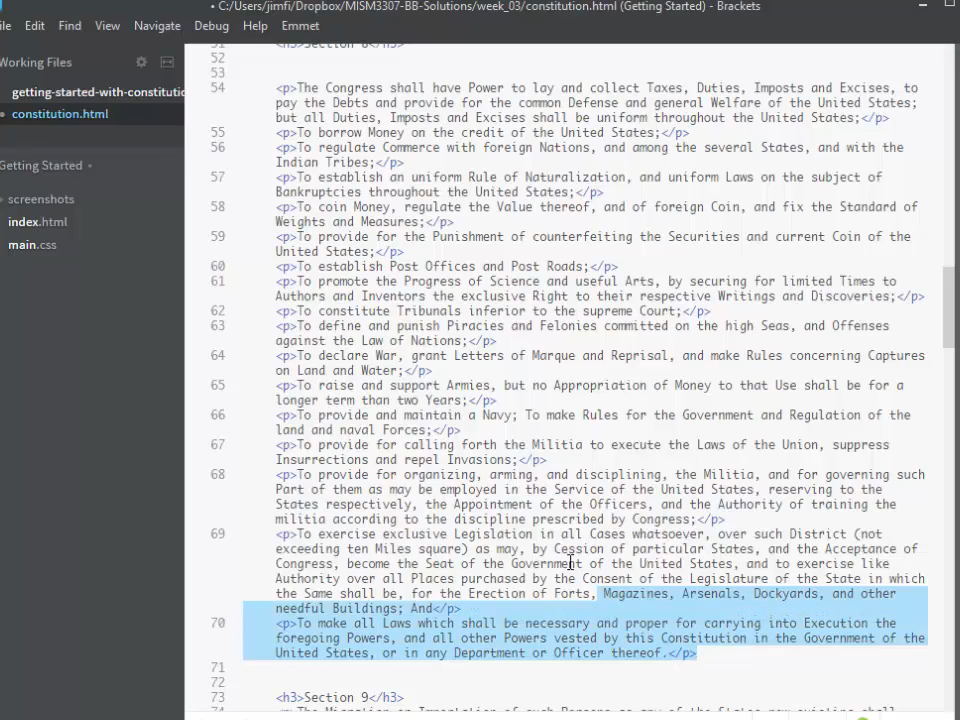 • C:/Users/jimfi/Dropbox/MISM3307-BB-Solutions/week_03/constitution.html (Getting Started) - Brackets
ile Edit Find View Navigate Debug Help Emmet
Working Files
getting-started-with-constitutio
• constitution.html
Getting Started
screenshots
index.html
main.css
51 <h3>Section 8</h3>
52
53
54 <p>The Congress shall have Power to lay and collect Taxes, Duties, Imposts and Excises, to
pay the Debts and provide for the common Defense and general Welfare of the United States;
but all Duties, Imposts and Excises shall be uniform throughout the United States;</p>
55 <p>To borrow Money on the credit of the United States;</p>
56 <p>To regulate Commerce with foreign Nations, and among the several States, and with the
Indian Tribes;</p>
57 <p>To establish an uniform Rule of Naturalization, and uniform Laws on the subject of
Bankruptcies throughout the United States;</p>
58 <p>To coin Money, regulate the Value thereof, and of foreign Coin, and fix the Standard of
Weights and Measures;</p>
59 <p>To provide for the Punishment of counterfeiting the Securities and current Coin of the
United States;</p>
60 <p>To establish Post Offices and Post Roads;</p>
61 <p>To promote the Progress of Science and useful Arts, by securing for limited Times to
Authors and Inventors the exclusive Right to their respective Writings and Discoveries;</p>
62 <p>To constitute Tribunals inferior to the supreme Court;</p>
63 <p>To define and punish Piracies and Felonies committed on the high Seas, and Offenses
against the Law of Nations;</p>
64 <p>To declare War, grant Letters of Marque and Reprisal, and make Rules concerning Captures
on Land and Water;</p>
65 <p>To raise and support Armies, but no Appropriation of Money to that Use shall be for a
longer term than two Years;</p>
66 <p>To provide and maintain a Navy; To make Rules for the Government and Regulation of the
land and naval Forces;</p>
67 <p>To provide for calling forth the Militia to execute the Laws of the Union, suppress
Insurrections and repel Invasions;</p>
68 <p>To provide for organizing, arming, and disciplining, the Militia, and for governing such
Part of them as may be employed in the Service of the United States, reserving to the
States respectively, the Appointment of the Officers, and the Authority of training the
militia according to the discipline prescribed by Congress;</p>
69 <p>To exercise exclusive Legislation in all Cases whatsoever, over such District (not
exceeding ten Miles square) as may, by Cession of particular States, and the Acceptance of
Congress, become the Seat of the Government of the United States, and to exercise like
Authority over all Places purchased by the Consent of the Legislature of the State in which
the Same shall be, for the Erection of Forts, Magazines, Arsenals, Dockyards, and other
needful Buildings; And</p>
70 <p>To make all Laws which shall be necessary and proper for carrying into Execution the
foregoing Powers, and all other Powers vested by this Constitution in the Government of the
United States, or in any Department or Officer thereof.</p>
71
72
73 <h3>Section 9</h3>
74 <p>The Migration or Importation of such Persons as any of the States now existing shall